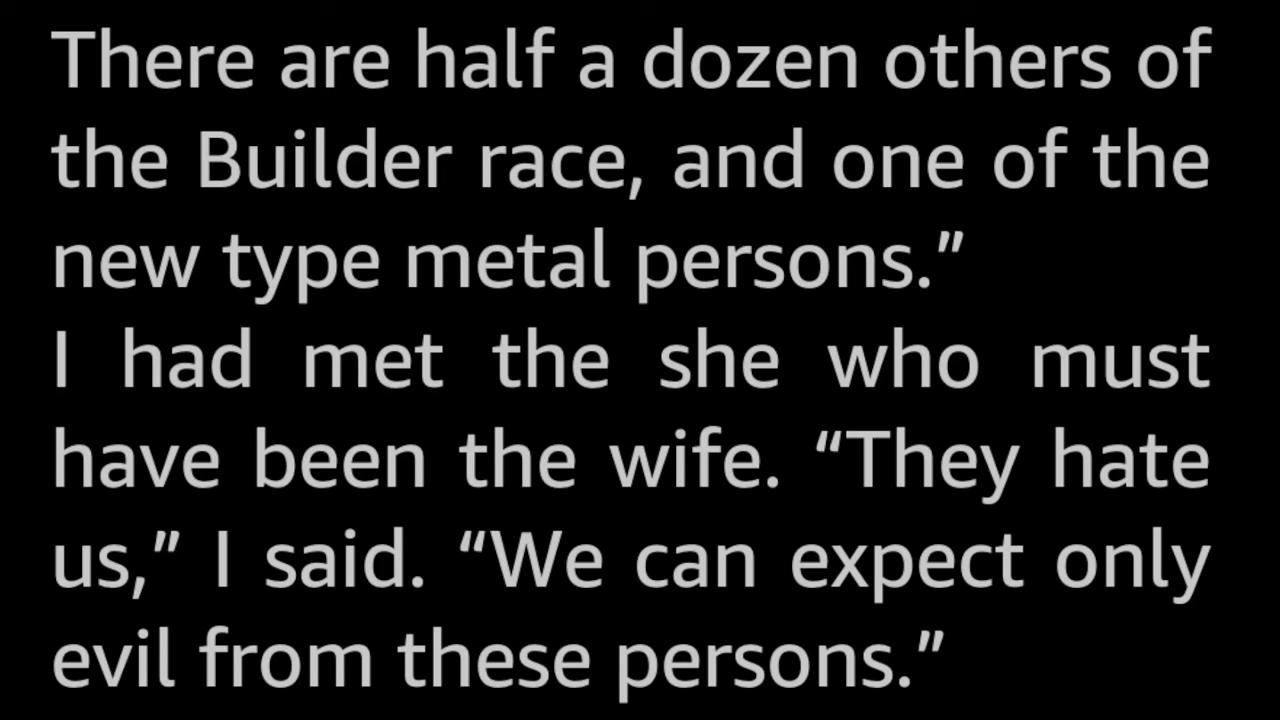 There are half a dozen others of
the Builder race, and one of the
new type metal persons.”
I had met the she who must
have been the wife. “They hate
us,” I said. “We can expect only
evil from these persons.”